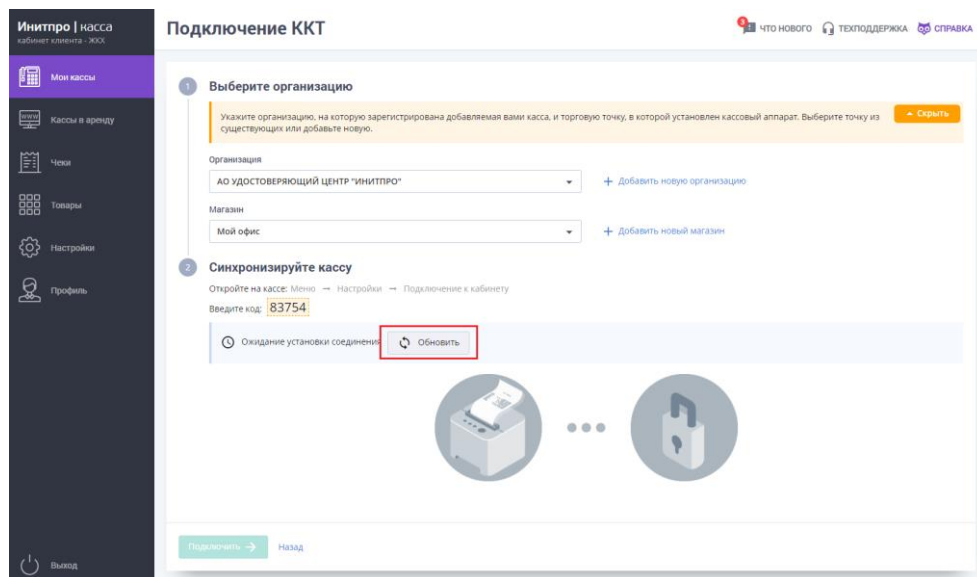 Инитпро | касса
кабинет клиента - ЖКХ
Подключение ККТ
3
ЧТО НОВОГО
ТЕХПОДДЕРЖКА
СПРАВКА
Мои кассы
www
Кассы в аренду
Чеки
Товары
Настройки
Профиль
Выход
1
Выберите организацию
Укажите организацию, на которую зарегистрирована добавляемая вами касса, и торговую точку, в которой установлен кассовый аппарат. Выберите точку из
существующих или добавьте новую.
Скрыть
Организация
АО УДОСТОВЕРЯЮЩИЙ ЦЕНТР "ИНИТПРО"
+ Добавить новую организацию
Магазин
Мой офис
+ Добавить новый магазин
2
Синхронизируйте кассу
Откройте на кассе: Меню → Настройки → Подключение к кабинету
Введите код: 83754
Ожидание установки соединения
Обновить
Подключить →
Назад